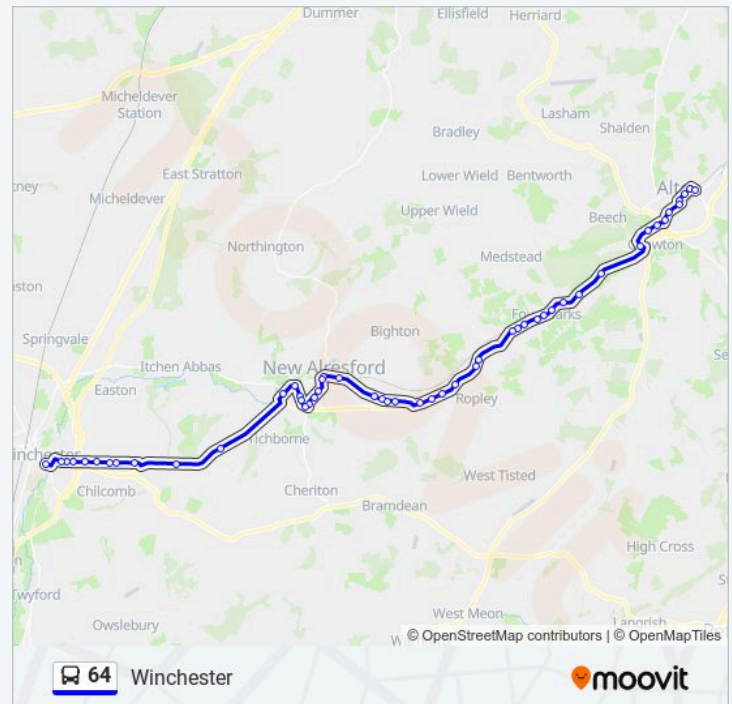 Dummer
Ellisfield
Herriard
Micheldever
Station
Lasham
Bradley
Shalden
East Stratton
Lower Wield
Bentworth
Micheldever
Upper Wield
Beech
Northington
Medstead
Bighton
Springvale
Itchen Abbas
New Alresford
Easton
Ropley
Chilcomb
Cheriton
West Tisted
Bramdean
High Cross
Twyford
Owslebury
West Meon
Langrish
© OpenStreetMap contributors | © OpenMapTiles
64 Winchester
moovit